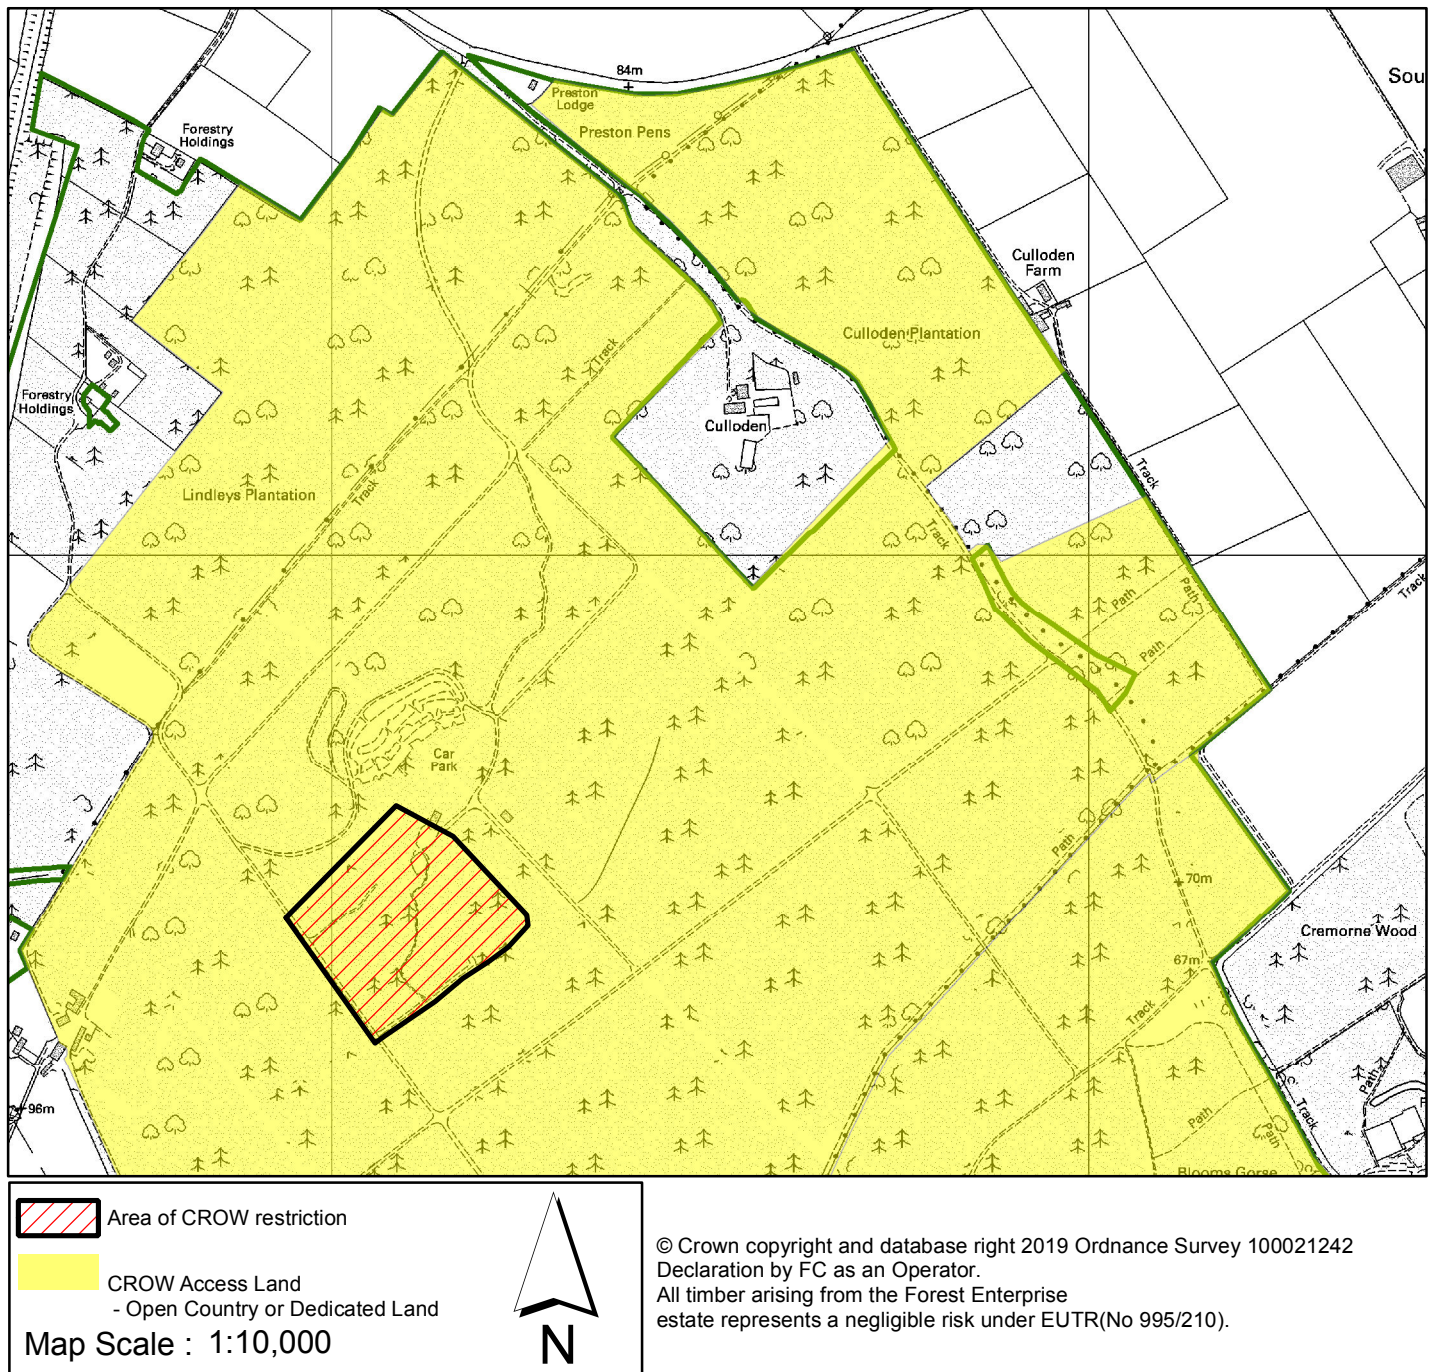 84m
Sou
Preston
Lodge
Preston Pens
Forestry
Holdings
Culloden
Farm
Culloden Plantation
Track
Forestry
Holdings
Culloden
Lindleys Plantation
Track
Track
Track
Path
Path
Track
Path
Car
Park
Path
70m
Cremorne Wood
67m
Track
Path
96m
Path
Track
Path
Blooms Gorse
Area of CROW restriction
CROW Access Land
- Open Country or Dedicated Land
Map Scale : 1:10,000
N
© Crown copyright and database right 2019 Ordnance Survey 100021242
Declaration by FC as an Operator.
All timber arising from the Forest Enterprise
estate represents a negligible risk under EUTR(No 995/210).